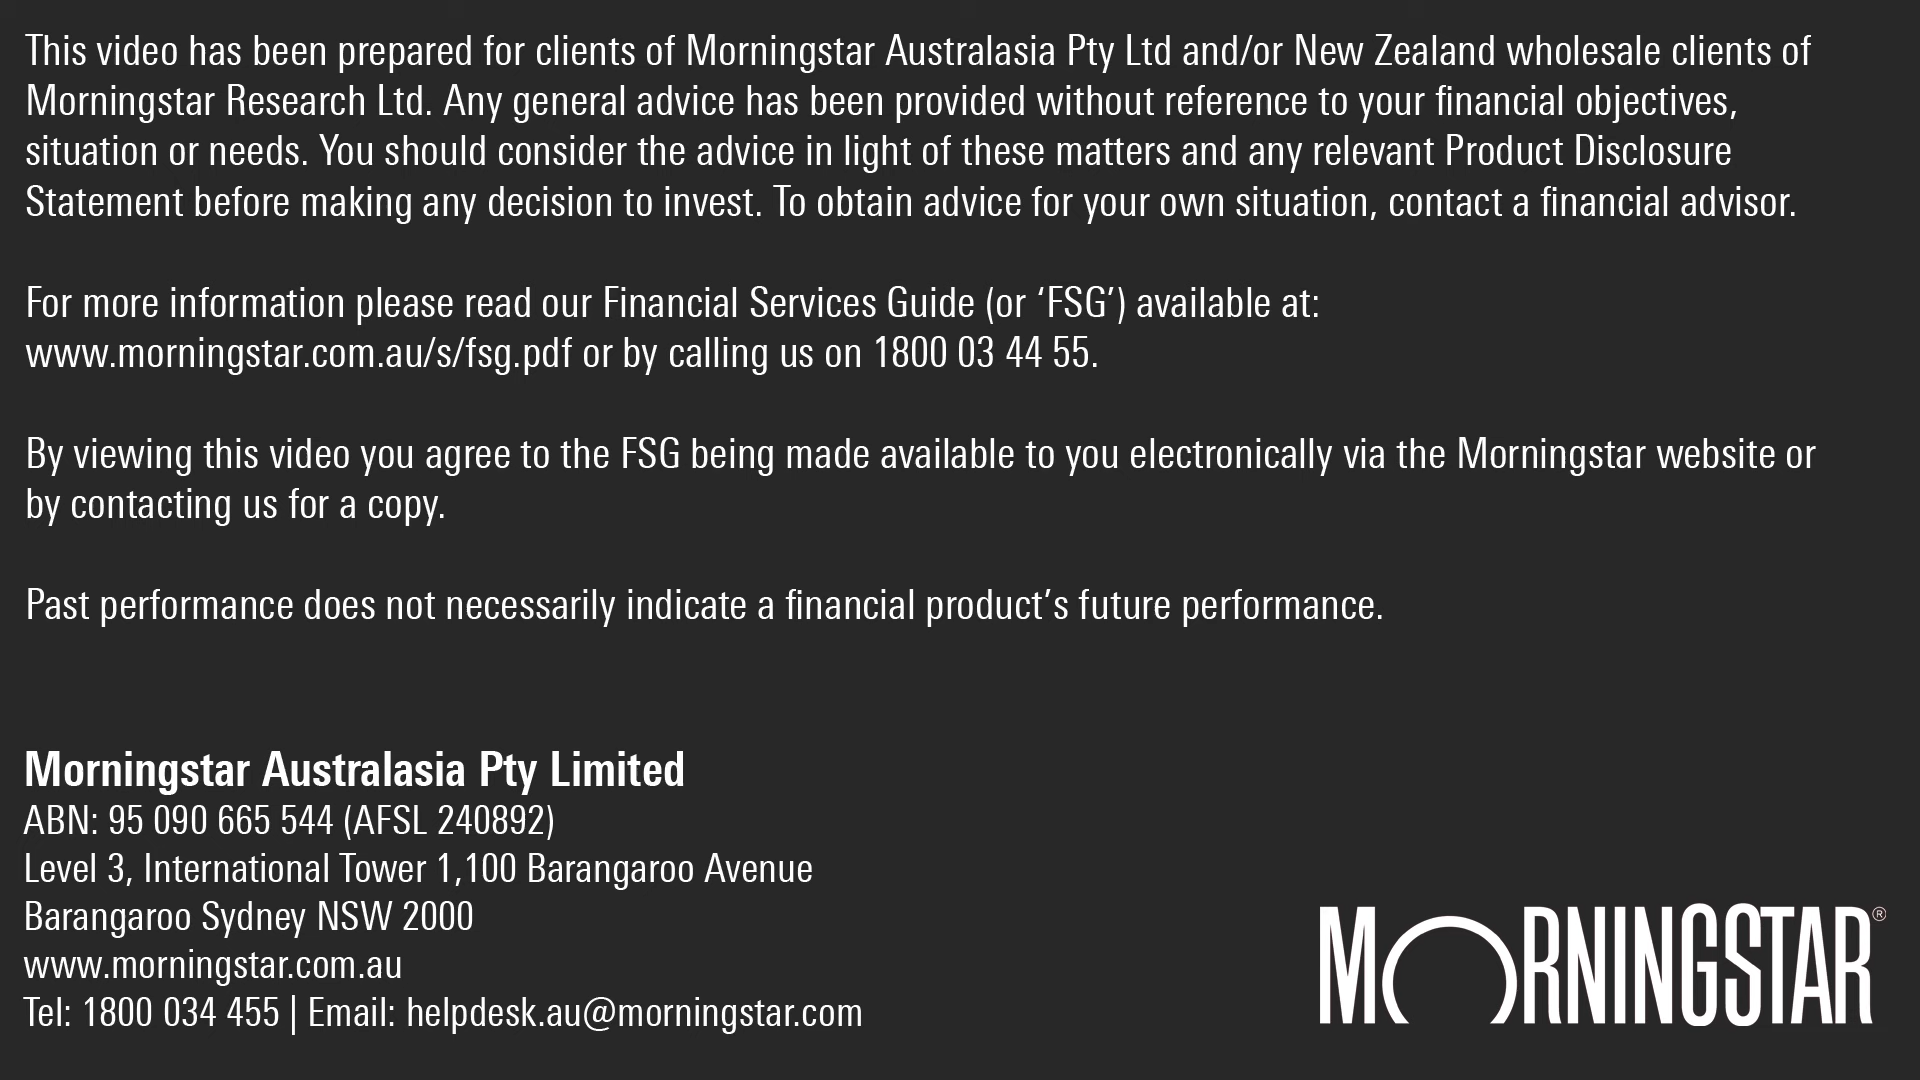 This video has been prepared for clients of Morningstar Australasia Pty Ltd and/or New Zealand wholesale clients of
Morningstar Research Ltd. Any general advice has been provided without reference to your financial objectives,
situation or needs. You should consider the advice in light of these matters and any relevant Product Disclosure
Statement before making any decision to invest. To obtain advice for your own situation, contact a financial advisor.
For more information please read our Financial Services Guide (or ‘FSG’) available at:
www.morningstar.com.au/s/fsg.pdf or by calling us on 1800 03 44 55.
By viewing this video you agree to the FSG being made available to you electronically via the Morningstar website or
by contacting us for a copy.
Past performance does not necessarily indicate a financial product’s future performance.
Morningstar Australasia Pty Limited
ABN: 95 090 665 544 (AFSL 240892)
Level 3, International Tower 1,100 Barangaroo Avenue
Barangaroo Sydney NSW 2000
www.morningstar.com.au
Tel: 1800 034 455 | Email: helpdesk.au@morningstar.com
MORNINGSTAR®